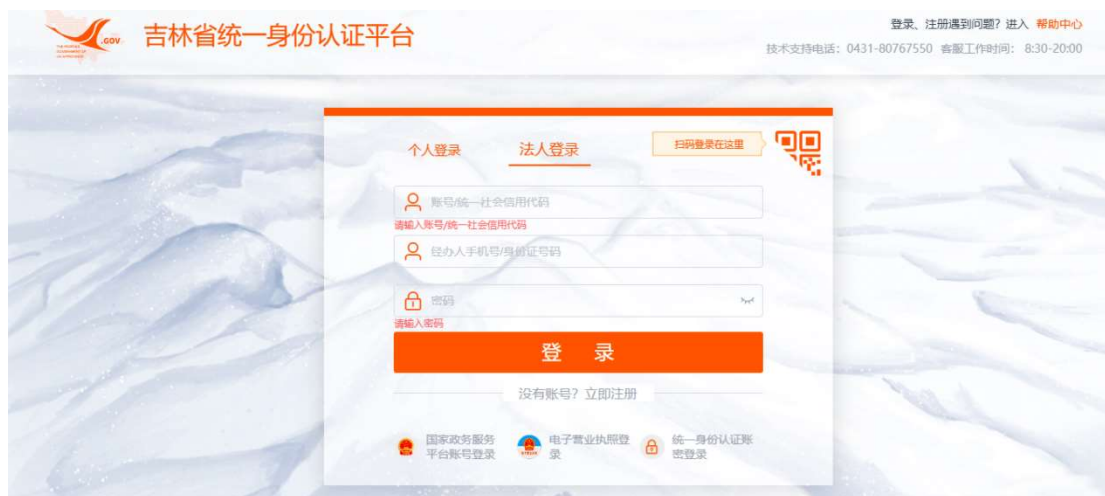 .GOV
吉林省统一身份认证平台
登录、注册遇到问题？进入 帮助中心
技术支持电话：0431-80767550 客服工作时间： 8:30-20:00
个人登录
法人登录
扫码登录在这里
账号/统一社会信用代码
请输入账号/统一社会信用代码
经办人手机号/身份证号码
密码
请输入密码
登 录
没有账号？立即注册
国家政务服务
平台账号登录
电子营业执照登
录
统一身份认证账
密登录